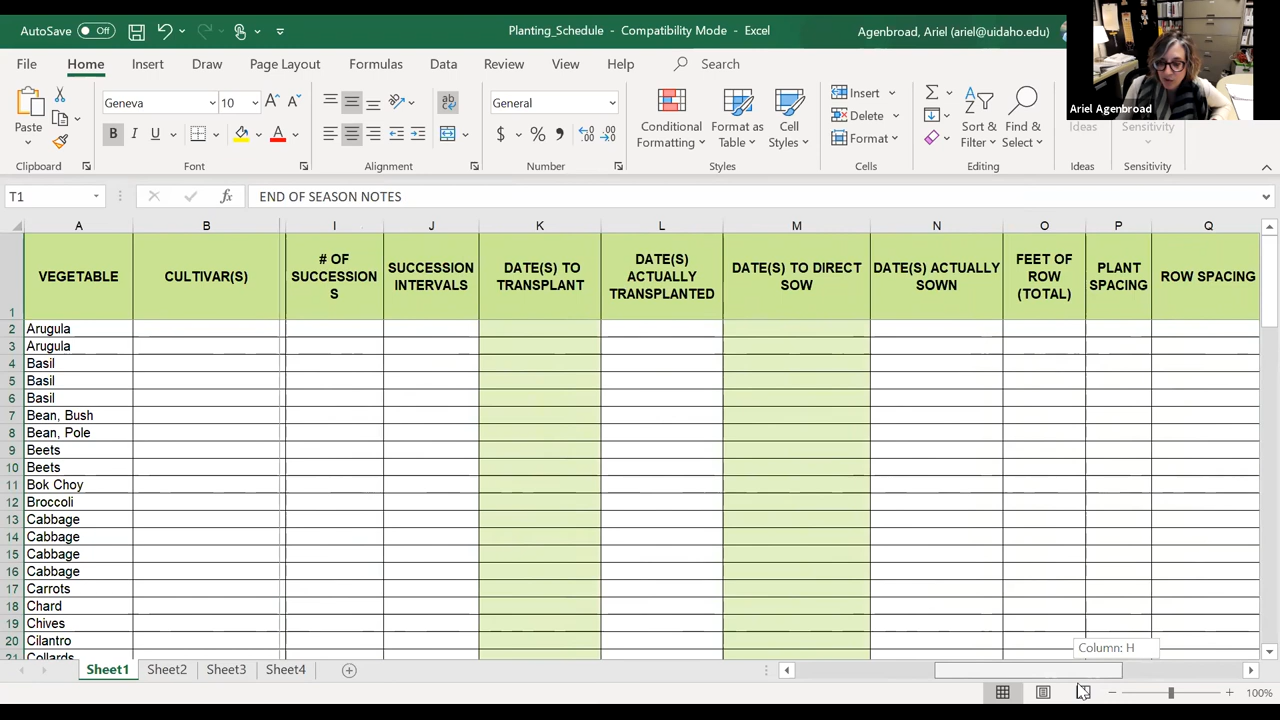 AutoSave Off
Planting_Schedule - Compatibility Mode - Excel
Agenbroad, Ariel (ariel@uidaho.edu)
Ariel Agenbroad
File Home Insert Draw Page Layout Formulas Data Review View Help Search
Paste
Geneva 10
B I U A
General
$ % 9
Conditional Formatting
Format as Table
Cell Styles
Insert
Delete
Format
Sort & Filter
Find & Select
Ideas
Sensitivity
Clipboard Font Alignment Number Styles Cells Editing Ideas Sensitivity
T1 fx END OF SEASON NOTES
A B I J K L M N O P Q
1 VEGETABLE
CULTIVAR(S)
# OF
SUCCESSION
S
SUCCESSION
INTERVALS
DATE(S) TO
TRANSPLANT
DATE(S)
ACTUALLY
TRANSPLANTED
DATE(S) TO DIRECT
SOW
DATE(S) ACTUALLY
SOWN
FEET OF
ROW
(TOTAL)
PLANT
SPACING
ROW SPACING
2 Arugula
3 Arugula
4 Basil
5 Basil
6 Basil
7 Bean, Bush
8 Bean, Pole
9 Beets
10 Beets
11 Bok Choy
12 Broccoli
13 Cabbage
14 Cabbage
15 Cabbage
16 Cabbage
17 Carrots
18 Chard
19 Chives
20 Cilantro
21 Collards
Column: H
Sheet1 Sheet2 Sheet3 Sheet4
100%